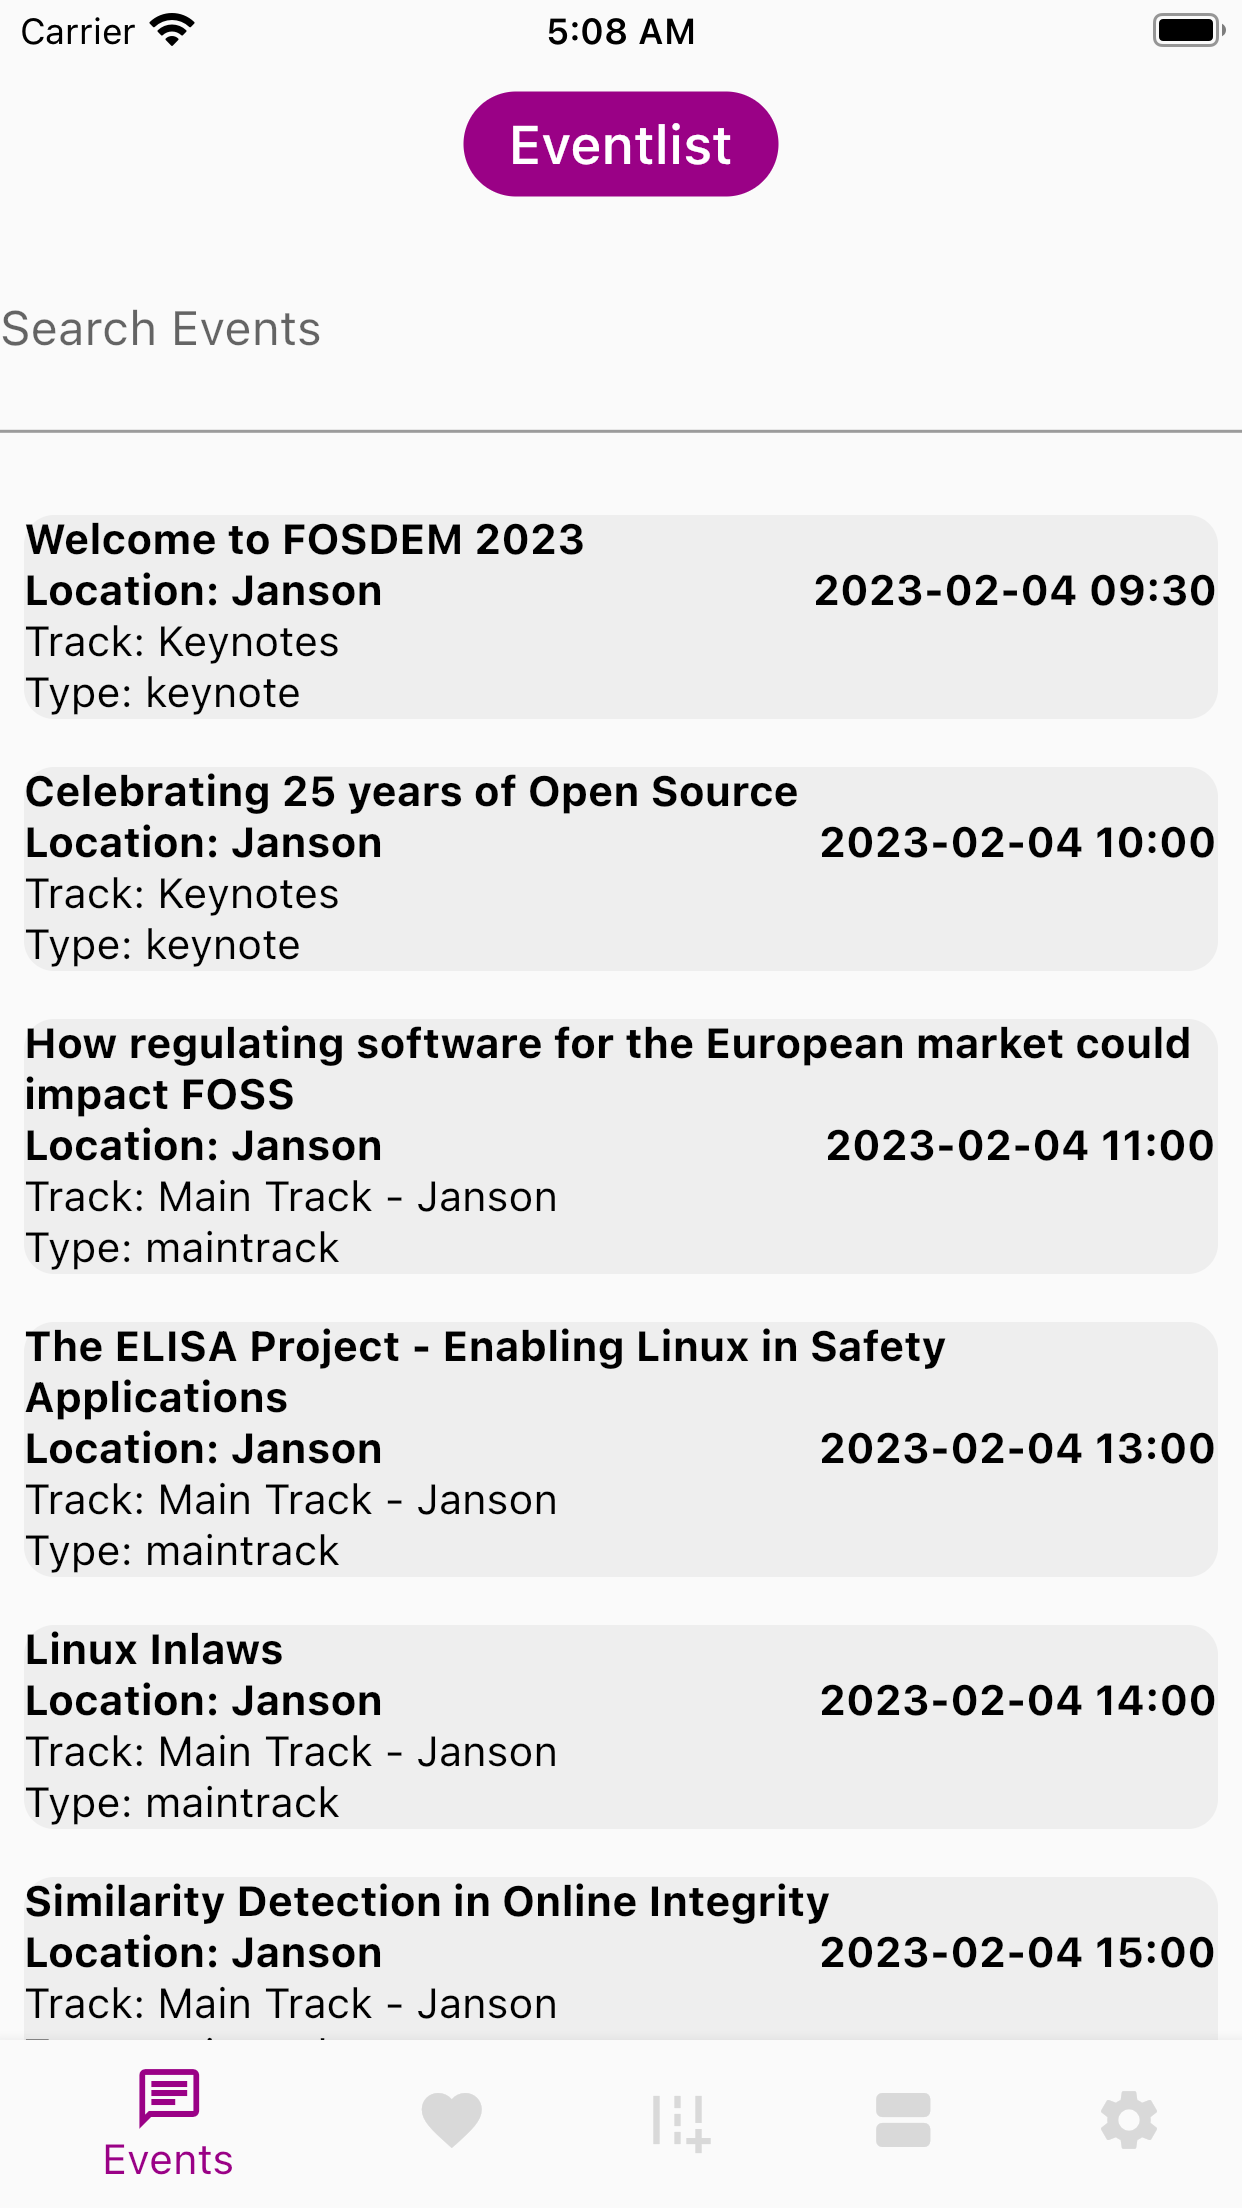 Carrier 5:08 AM
Eventlist
Search Events
Welcome to FOSDEM 2023
Location: Janson 2023-02-04 09:30
Track: Keynotes
Type: keynote
Celebrating 25 years of Open Source
Location: Janson 2023-02-04 10:00
Track: Keynotes
Type: keynote
How regulating software for the European market could
impact FOSS
Location: Janson 2023-02-04 11:00
Track: Main Track - Janson
Type: maintrack
The ELISA Project - Enabling Linux in Safety
Applications
Location: Janson 2023-02-04 13:00
Track: Main Track - Janson
Type: maintrack
Linux Inlaws
Location: Janson 2023-02-04 14:00
Track: Main Track - Janson
Type: maintrack
Similarity Detection in Online Integrity
Location: Janson 2023-02-04 15:00
Track: Main Track - Janson
Events